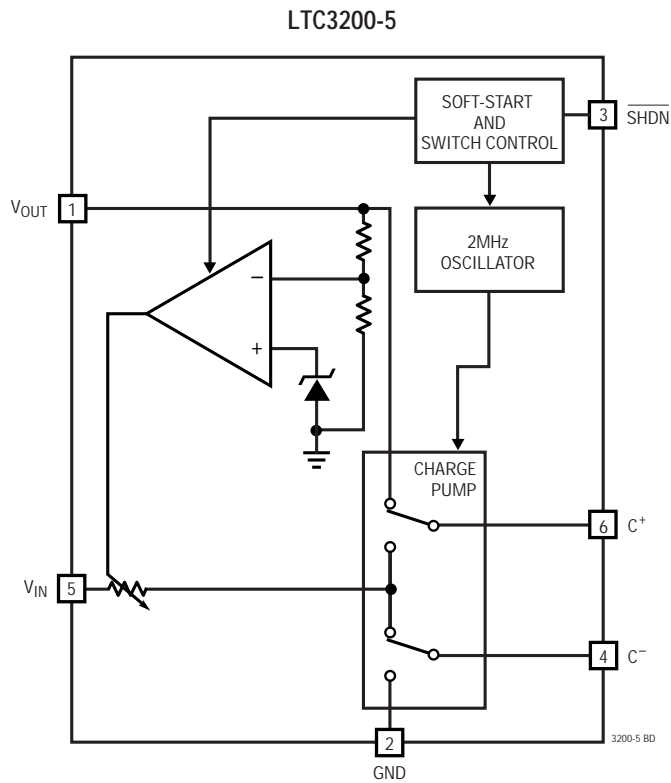 LTC3200-5
SOFT-START
AND
SWITCH CONTROL
3
SHDN
VOUT
1
2MHz
OSCILLATOR
−
+
CHARGE
PUMP
6
C+
VIN
5
4
C−
2
3200-5 BD
GND